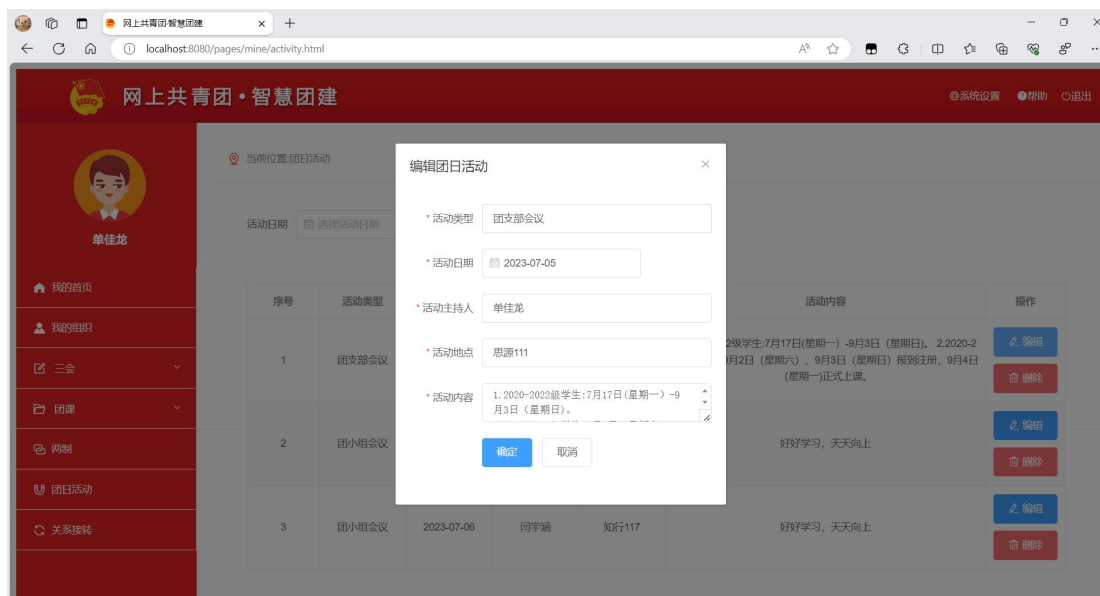 网上共青团·智慧团建
localhost:8080/pages/mine/activity.html
网上共青团·智慧团建
系统设置 帮助 退出
单佳龙
我的首页
我的组织
三会
团课
两制
团日活动
关系接转
当前位置:团日活动
活动日期 选择活动日期
序号 活动类型 活动内容 操作
1 团支部会议
2级学生:7月17日(星期一) -9月3日 (星期日)。 2.2020-2
9月2日 (星期六) 、9月3日 (星期日) 报到注册, 9月4日
(星期一)正式上课。
编辑
删除
2 团小组会议 好好学习, 天天向上
编辑
删除
3 团小组会议 2023-07-06 闫宇涵 知行117 好好学习, 天天向上
编辑
删除
编辑团日活动
*活动类型 团支部会议
*活动日期 2023-07-05
*活动主持人 单佳龙
*活动地点 思源111
*活动内容 1.2020-2022级学生:7月17日(星期一) -9
月3日 (星期日)。
确定 取消